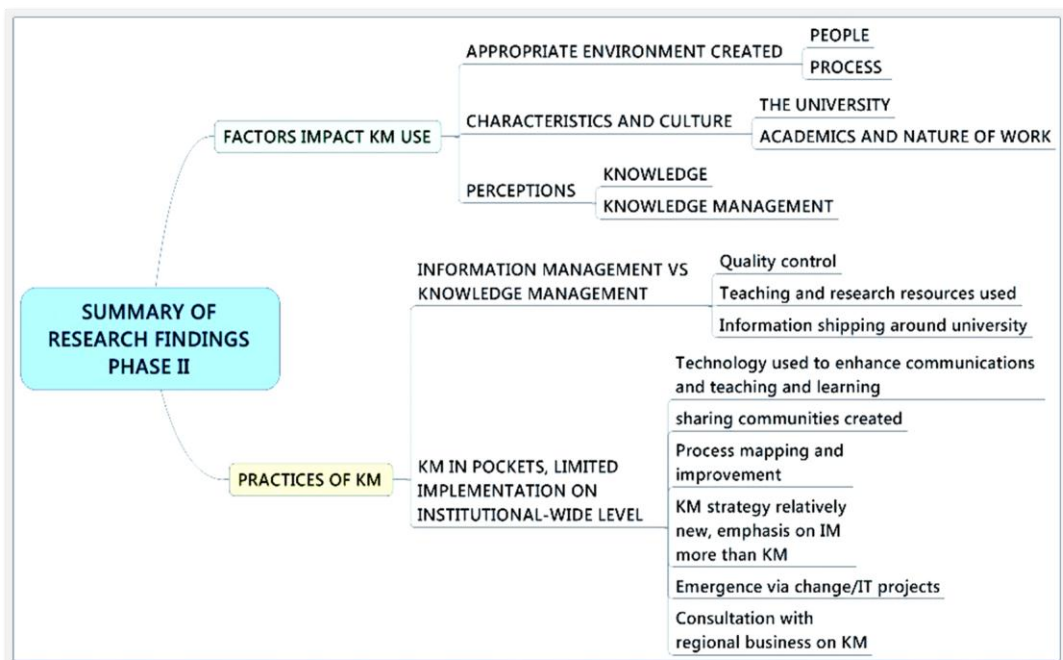 SUMMARY OF
RESEARCH FINDINGS
PHASE II
FACTORS IMPACT KM USE
APPROPRIATE ENVIRONMENT CREATED
PEOPLE
PROCESS
CHARACTERISTICS AND CULTURE
THE UNIVERSITY
ACADEMICS AND NATURE OF WORK
PERCEPTIONS
KNOWLEDGE
KNOWLEDGE MANAGEMENT
PRACTICES OF KM
INFORMATION MANAGEMENT VS
KNOWLEDGE MANAGEMENT
Quality control
Teaching and research resources used
Information shipping around university
KM IN POCKETS, LIMITED
IMPLEMENTATION ON
INSTITUTIONAL-WIDE LEVEL
Technology used to enhance communications
and teaching and learning
sharing communities created
Process mapping and
improvement
KM strategy relatively
new, emphasis on IM
more than KM
Emergence via change/IT projects
Consultation with
regional business on KM